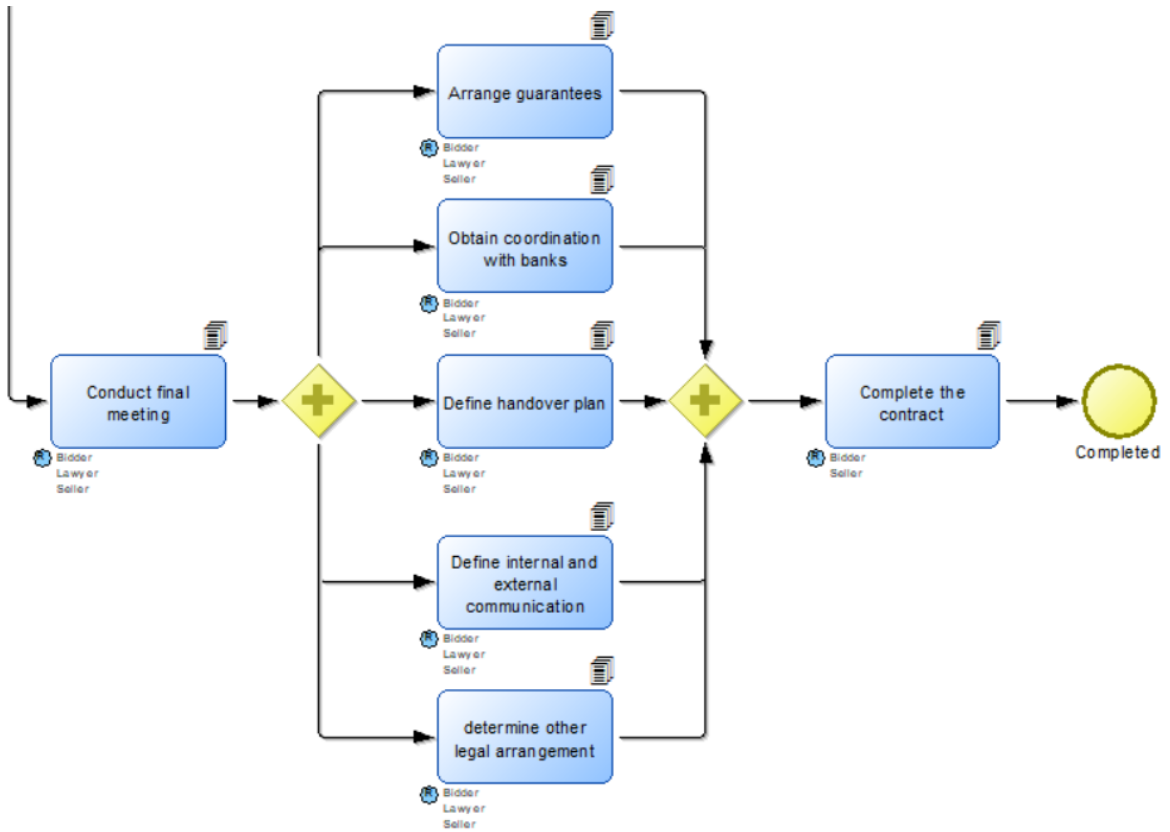 Arrange guarantees
R Bidder
Lawyer
Seller
Obtain coordination
with banks
R Bidder
Lawyer
Seller
Conduct final
meeting
R Bidder
Lawyer
Seller
Define handover plan
R Bidder
Lawyer
Seller
Complete the
contract
R Bidder
Seller
Completed
Define internal and
external
communication
R Bidder
Lawyer
Seller
determine other
legal arrangement
R Bidder
Lawyer
Seller